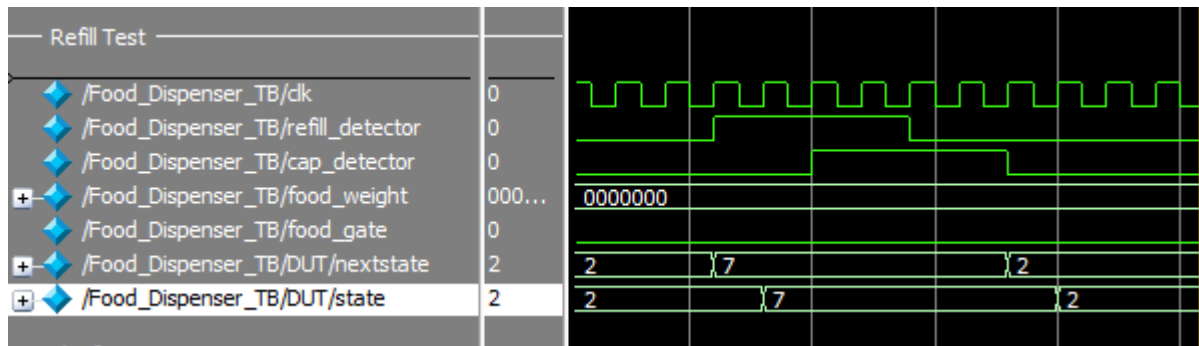 Refill Test
/Food_Dispenser_TB/clk 0
/Food_Dispenser_TB/refill_detector 0
/Food_Dispenser_TB/cap_detector 0
/Food_Dispenser_TB/food_weight 000... 0000000
/Food_Dispenser_TB/food_gate 0
/Food_Dispenser_TB/DUT/nextstate 2 2 7 2
/Food_Dispenser_TB/DUT/state 2 2 7 2